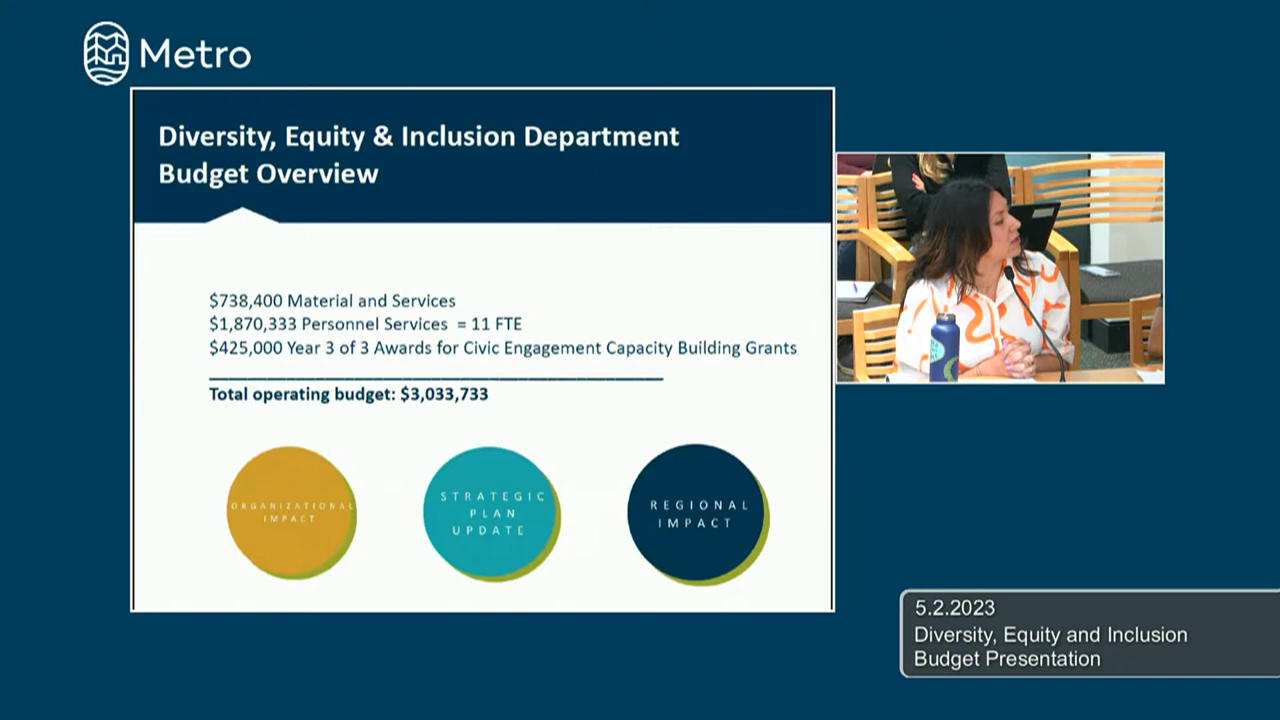 Metro
Diversity, Equity & Inclusion Department
Budget Overview
$738,400 Material and Services
$1,870,333 Personnel Services = 11 FTE
$425,000 Year 3 of 3 Awards for Civic Engagement Capacity Building Grants
Total operating budget: $3,033,733
ORGANIZATIONAL
IMPACT
STRATEGIC
PLAN
UPDATE
REGIONAL
IMPACT
5.2.2023
Diversity, Equity and Inclusion
Budget Presentation